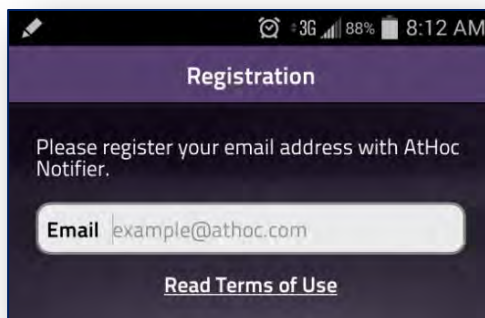 3G 88% 8:12 AM
Registration
Please register your email address with AtHoc
Notifier.
Email example@athoc.com
Read Terms of Use